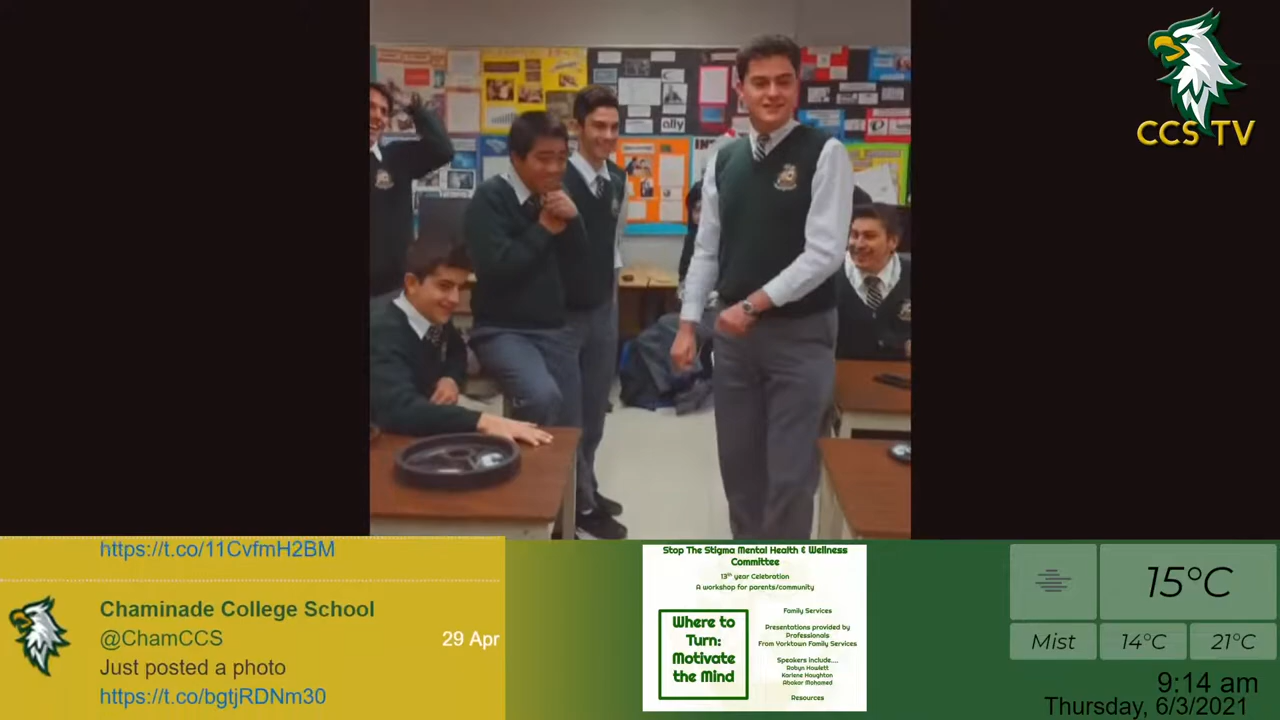 CCS TV
ally
https://t.co/11CvfmH2BM
Chaminade College School
@ChamCCS
29 Apr
Just posted a photo
https://t.co/bgtjRDNm30
Stop The Stigma Mental Health & Wellness
Committee
13th year Celebration
A workshop for parents/community
Where to
Turn:
Motivate
the Mind
Family Services
Presentations provided by
Professionals
From Yorktown Family Services
Speakers Include....
Robyn Howlett
Karlene Haughton
Abokor Mohamed
Resources
15°C
Mist
14°C
21°C
9:14 am
Thursday, 6/3/2021